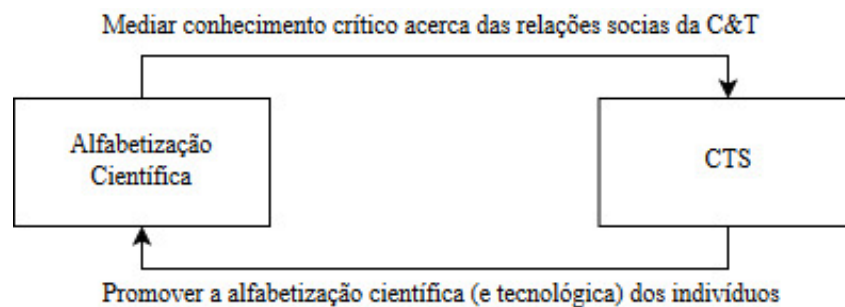 Mediar conhecimento crítico acerca das relações socias da C&T
Alfabetização
Científica
CTS
Promover a alfabetização científica (e tecnológica) dos indivíduos